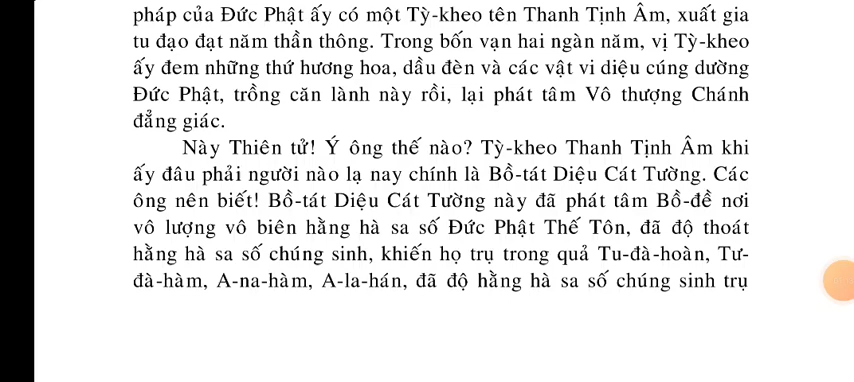 pháp của Đức Phật ấy có một Tỳ-kheo tên Thanh Tịnh Âm, xuất gia
tu đạo đạt năm thần thông. Trong bốn vạn hai ngàn năm, vị Tỳ-kheo
ấy đem những thứ hương hoa, dầu đèn và các vật vi diệu cúng dường
Đức Phật, trồng căn lành này rồi, lại phát tâm Vô thượng Chánh
đẳng giác.
Này Thiên tử! Ý ông thế nào? Tỳ-kheo Thanh Tịnh Âm khi
ấy đâu phải người nào lạ nay chính là Bồ-tát Diệu Cát Tường. Các
ông nên biết! Bồ-tát Diệu Cát Tường này đã phát tâm Bồ-đề nơi
vô lượng vô biên hằng hà sa số Đức Phật Thế Tôn, đã độ thoát
hằng hà sa số chúng sinh, khiến họ trụ trong quả Tu-đà-hoàn, Tư-
đà-hàm, A-na-hàm, A-la-hán, đã độ hằng hà sa số chúng sinh trụ